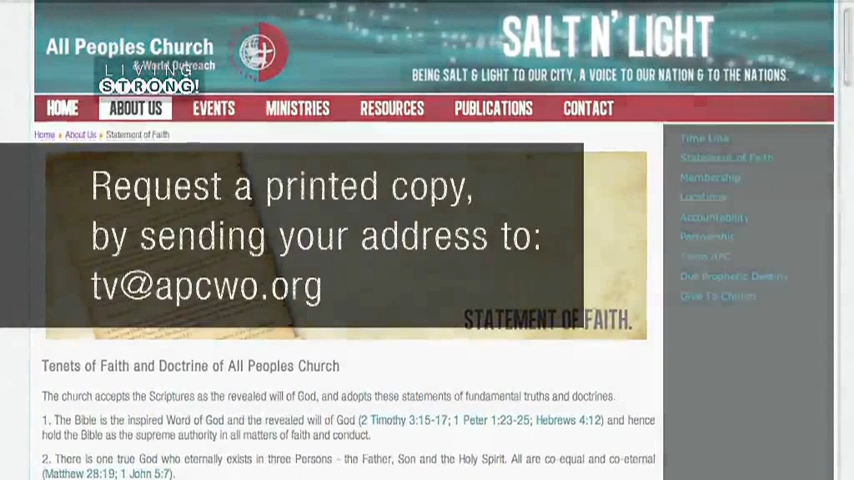 All Peoples Church
& World Outreach
LIVING
STRONG!
SALT N' LIGHT
BEING SALT & LIGHT TO OUR CITY, A VOICE TO OUR NATION & TO THE NATIONS.
HOME ABOUT US EVENTS MINISTRIES RESOURCES PUBLICATIONS CONTACT
Home About Us Statement of Faith
Time Line
Statement of Faith
Membership
Locations
Accountability
Partnership
Due Prophetic Destiny
Give To Church
Request a printed copy,
by sending your address to:
tv@apcwo.org
STATEMENT OF FAITH.
Tenets of Faith and Doctrine of All Peoples Church
The church accepts the Scriptures as the revealed will of God, and adopts these statements of fundamental truths and doctrines.
1. The Bible is the inspired Word of God and the revealed will of God (2 Timothy 3:15-17; 1 Peter 1:23-25; Hebrews 4:12) and hence
hold the Bible as the supreme authority in all matters of faith and conduct.
2. There is one true God who eternally exists in three Persons - the Father, Son and the Holy Spirit. All are co-equal and co-eternal
(Matthew 28:19; 1 John 5:7).